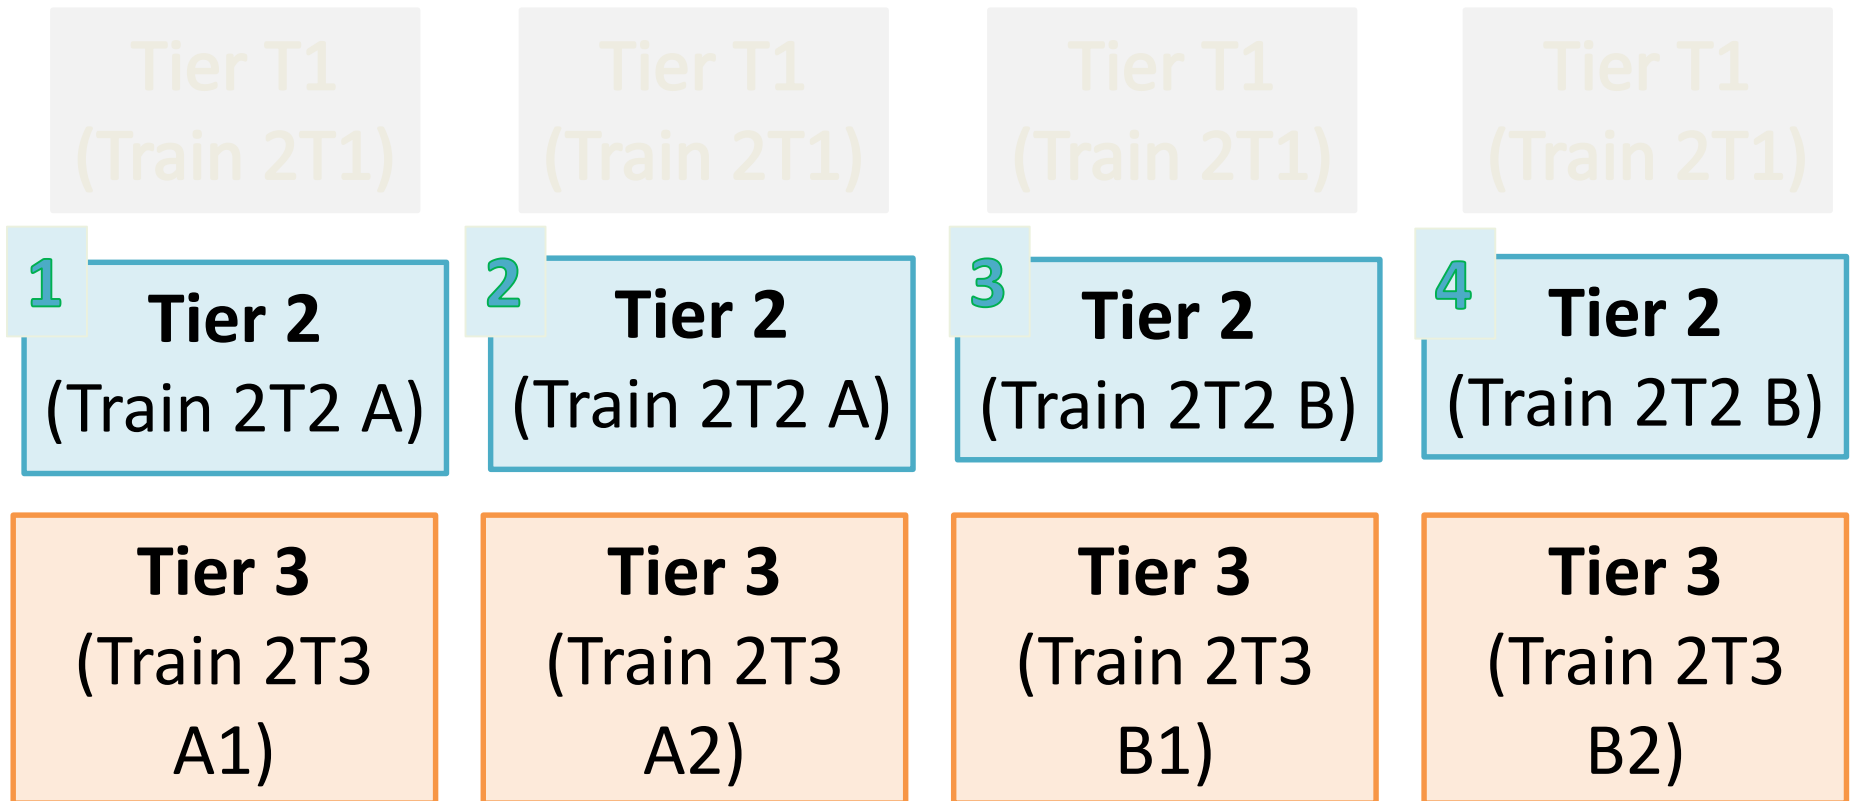 Tier T1
(Train 2T1)
Tier T1
(Train 2T1)
Tier T1
(Train 2T1)
Tier T1
(Train 2T1)
1
Tier 2
(Train 2T2 A)
2
Tier 2
(Train 2T2 A)
3
Tier 2
(Train 2T2 B)
4
Tier 2
(Train 2T2 B)
Tier 3
(Train 2T3
A1)
Tier 3
(Train 2T3
A2)
Tier 3
(Train 2T3
B1)
Tier 3
(Train 2T3
B2)